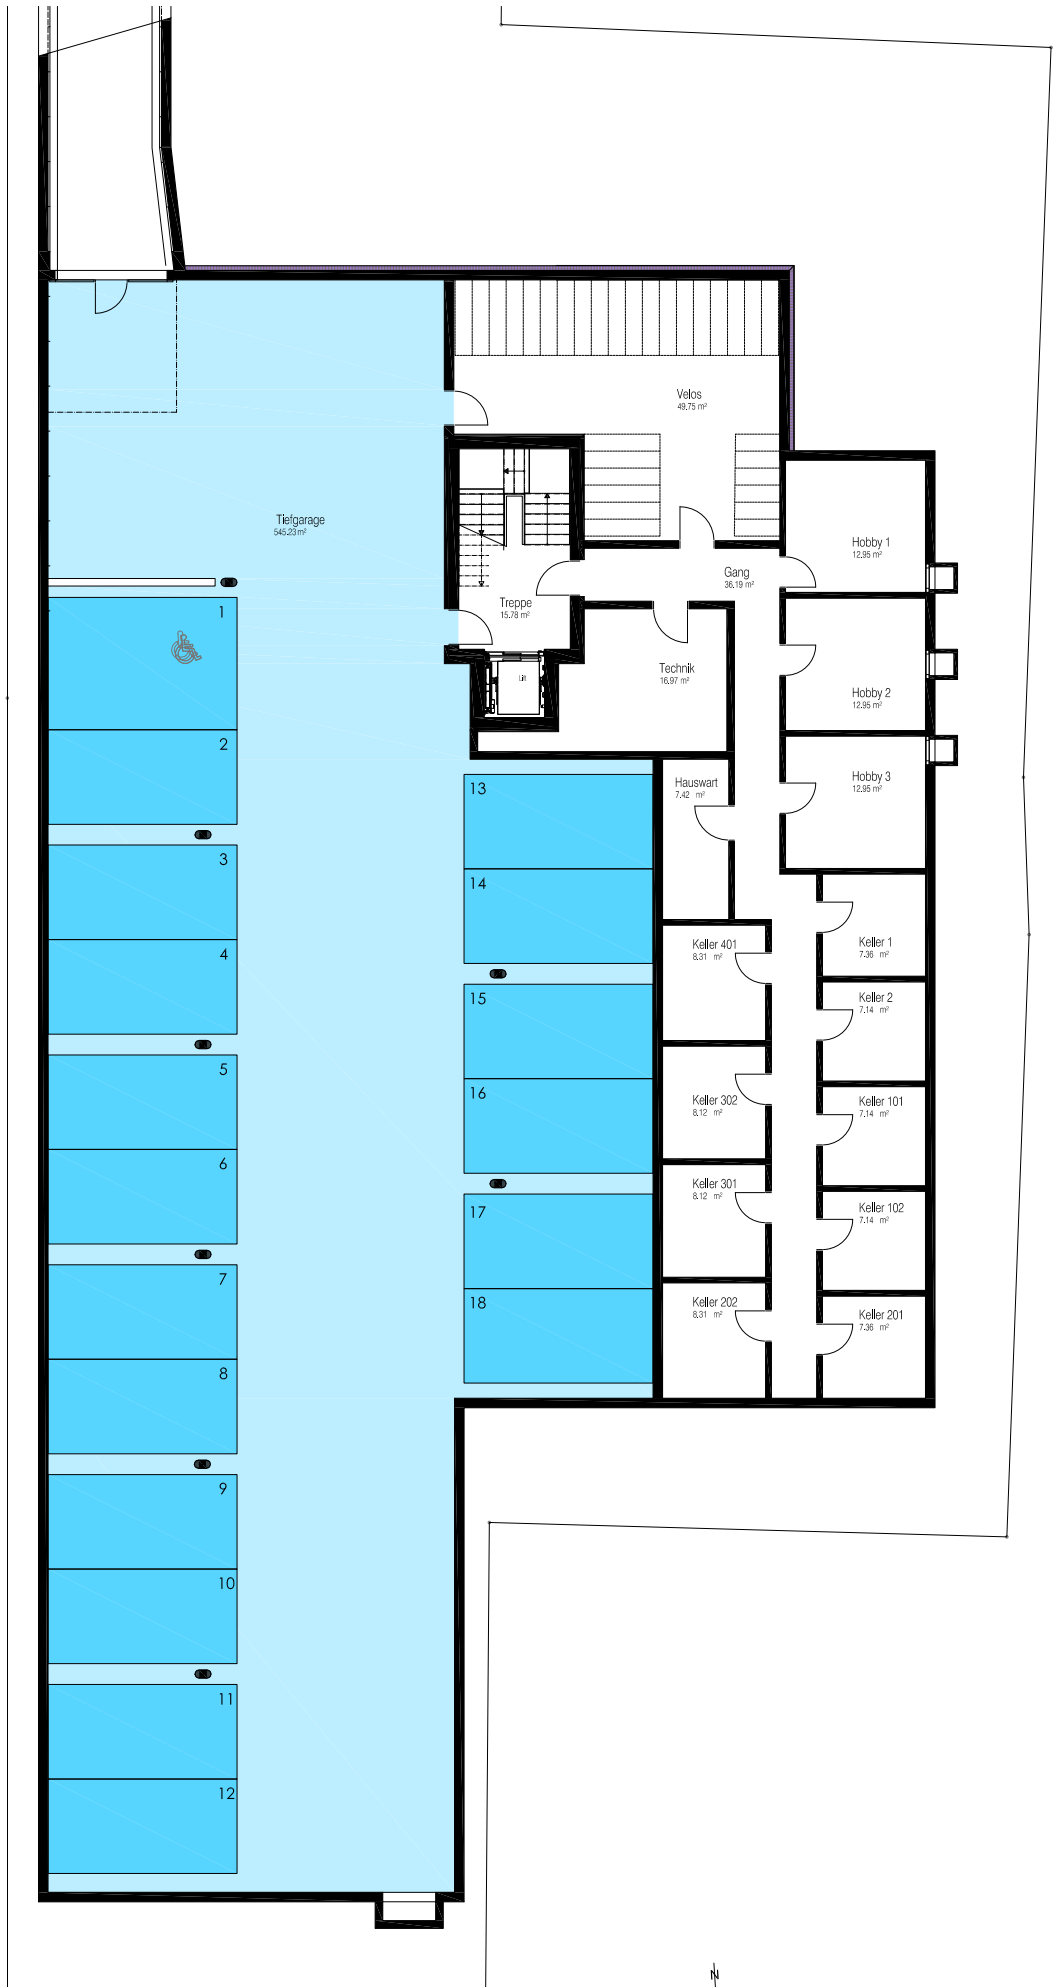 Velos
49.75 m²
Tiefgarage
545.23 m²
Hobby 1
12.95 m²
Gang
36.19 m²
Treppe
15.78 m²
1
Technik
16.97 m²
Lift
Hobby 2
12.95 m²
2
Hauswart
7.42 m²
Hobby 3
12.95 m²
13
3
14
Keller 401
8.31 m²
Keller 1
7.36 m²
4
15
Keller 2
7.14 m²
5
16
Keller 302
8.12 m²
Keller 101
7.14 m²
6
17
Keller 301
8.12 m²
Keller 102
7.14 m²
7
18
Keller 202
8.31 m²
Keller 201
7.36 m²
8
9
10
11
12
N